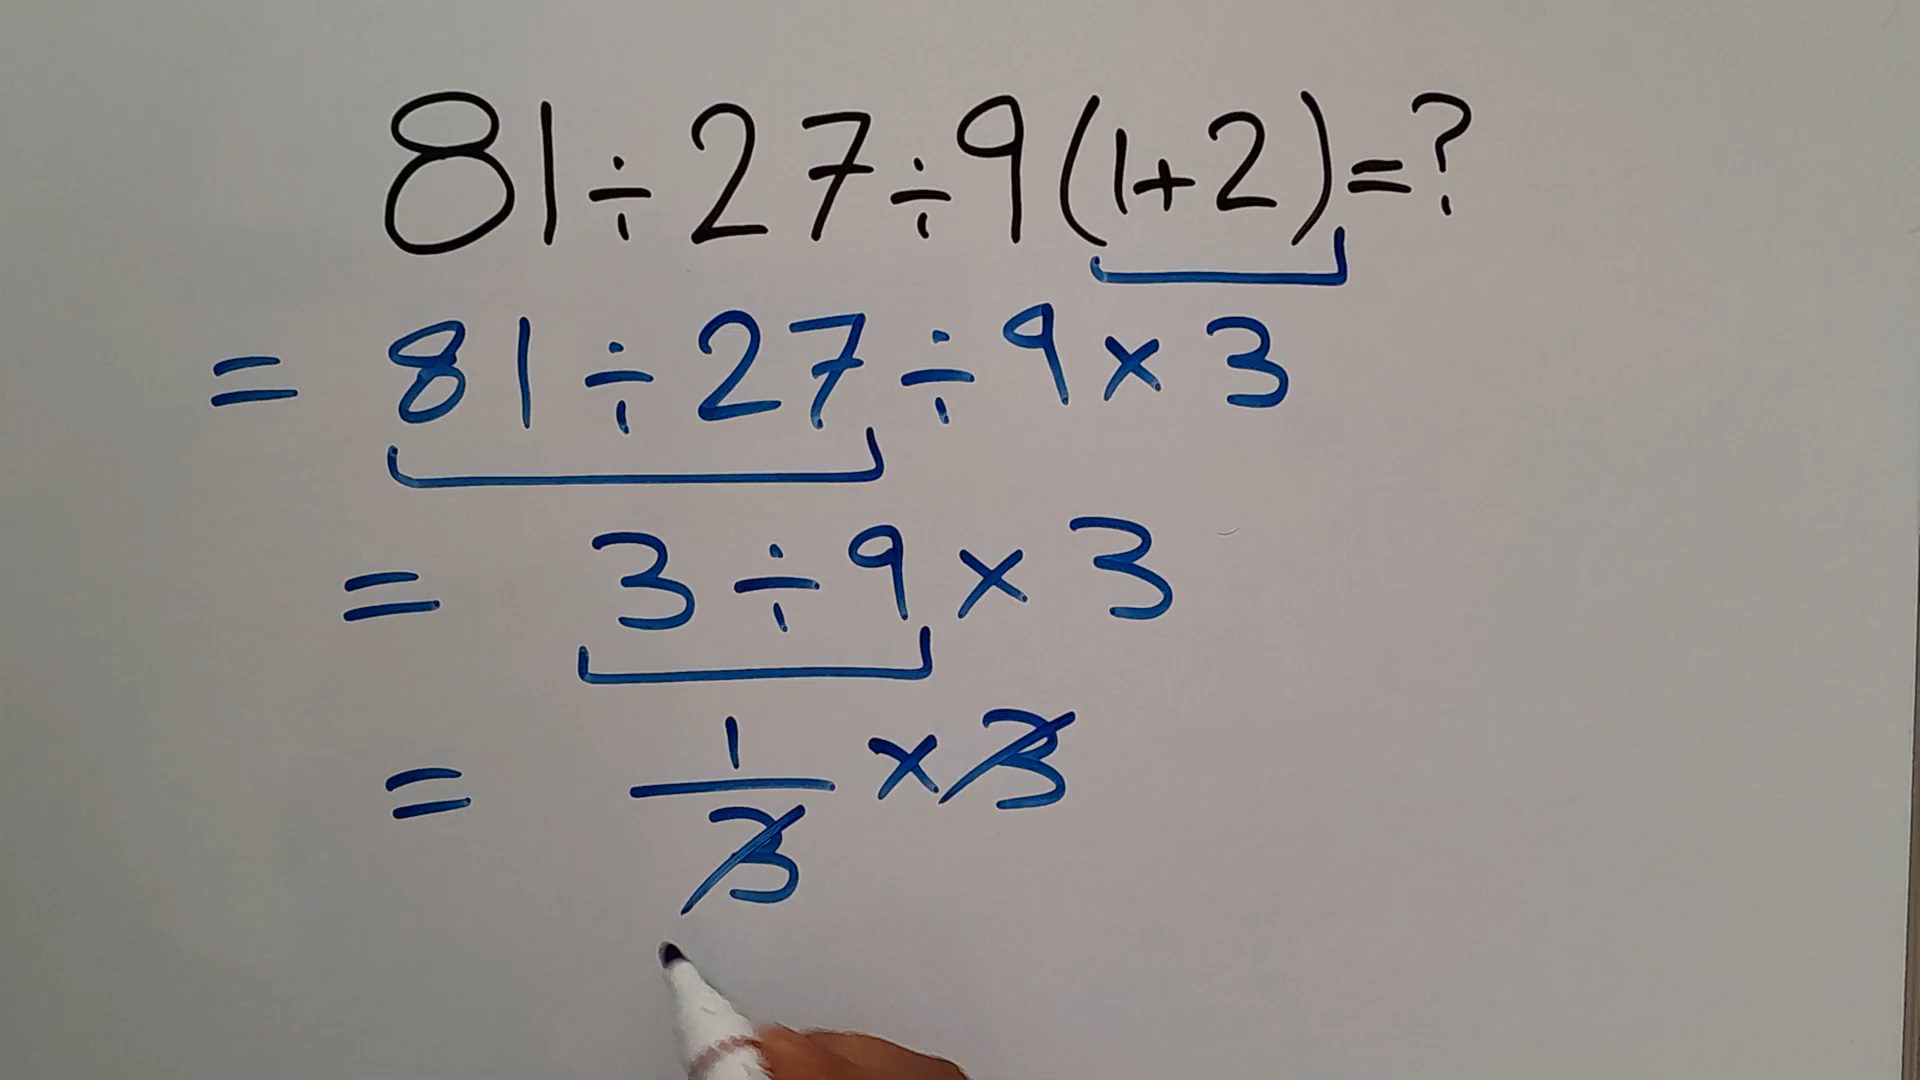 81÷27÷9(1+2)=?
= 81÷27÷9×3
= 3÷9×3
= 1/3 ×3